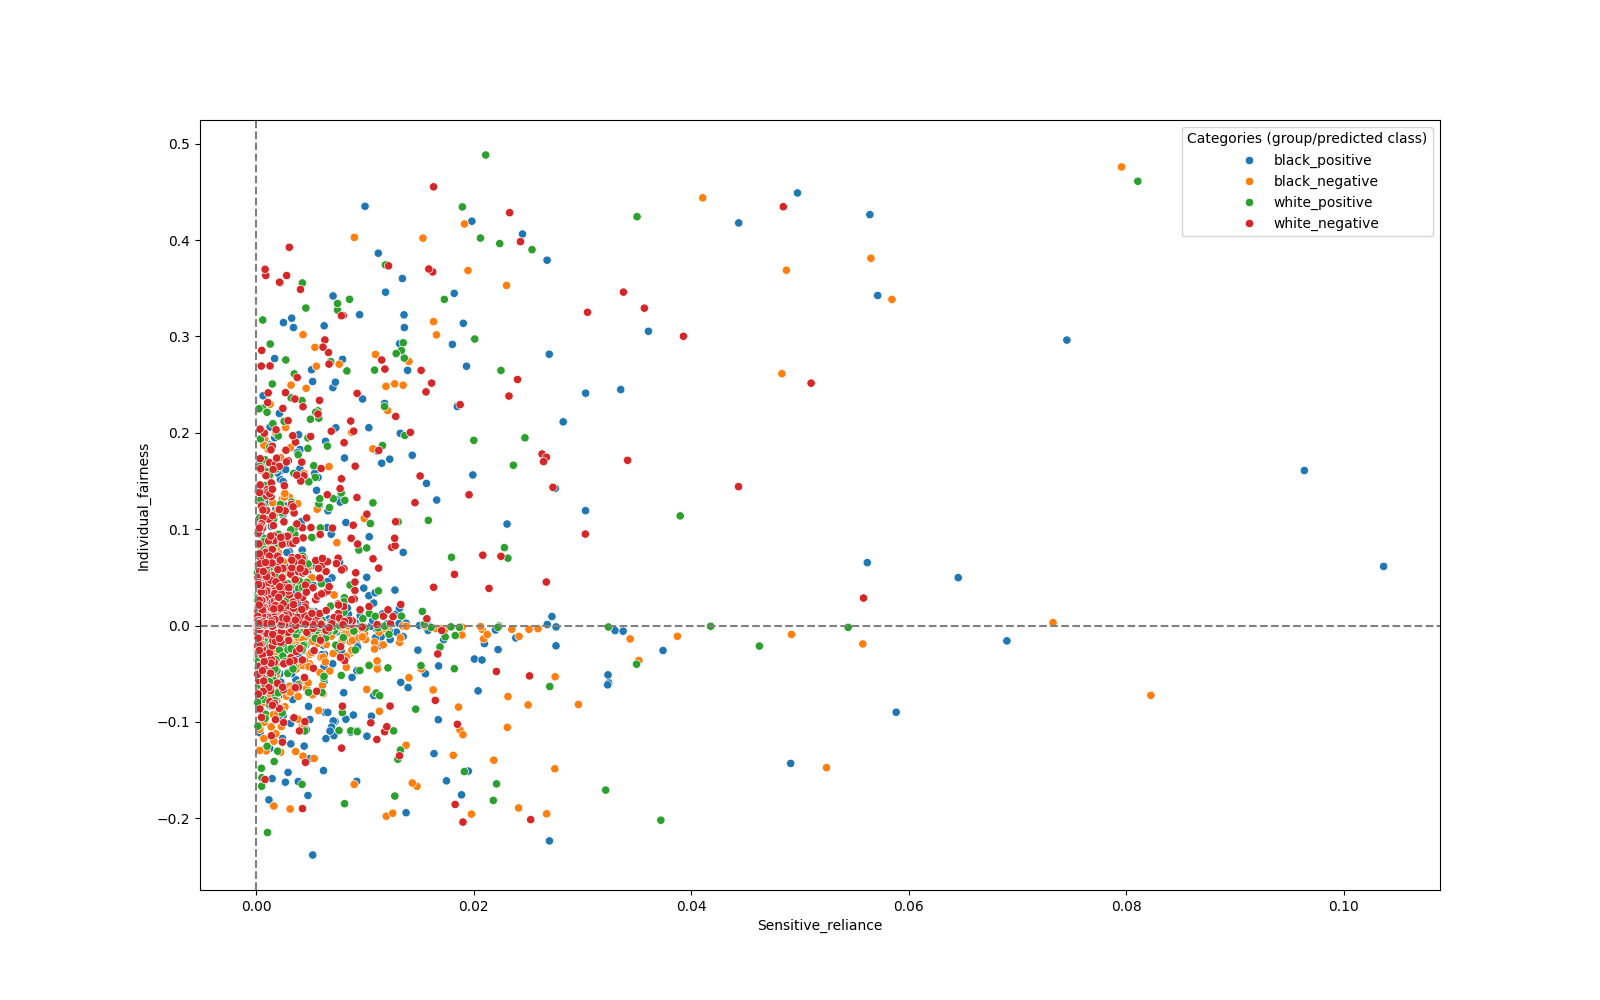 Categories (group/predicted class)
black_positive
black_negative
white_positive
white_negative
0.5
0.4
0.3
0.2
0.1
0.0
−0.1
−0.2
Individual_fairness
0.00
0.02
0.04
0.06
0.08
0.10
Sensitive_reliance